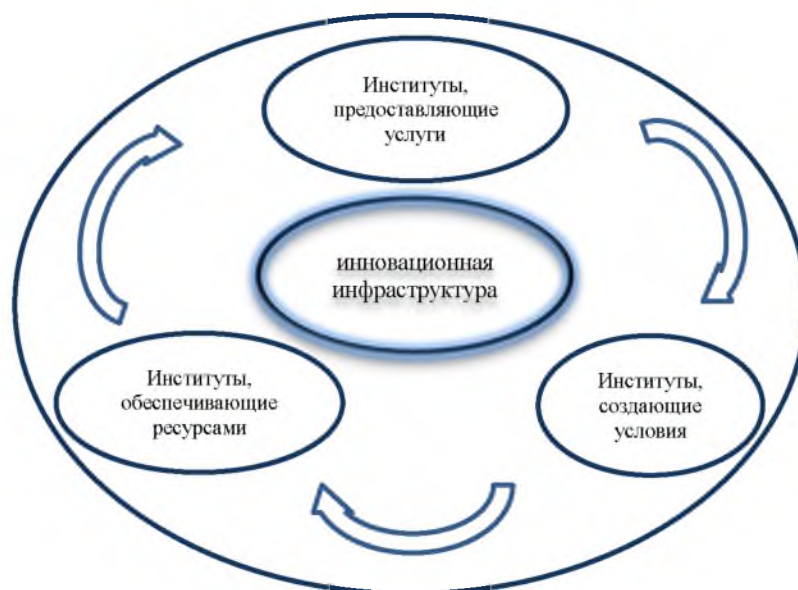 Институты,
предоставляющие
услуги
инновационная
инфраструктура
Институты,
обеспечивающие
ресурсами
Институты,
создающие
условия